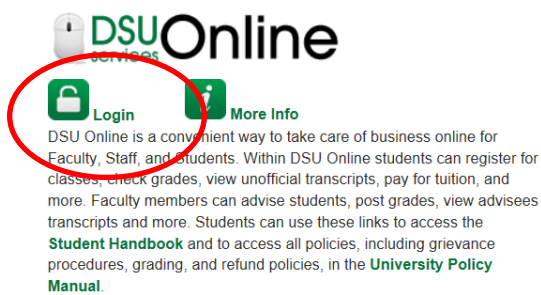 DSU Online
services
Login More Info
DSU Online is a convenient way to take care of business online for
Faculty, Staff, and Students. Within DSU Online students can register for
classes, check grades, view unofficial transcripts, pay for tuition, and
more. Faculty members can advise students, post grades, view advisees
transcripts and more. Students can use these links to access the
Student Handbook and to access all policies, including grievance
procedures, grading, and refund policies, in the University Policy
Manual.